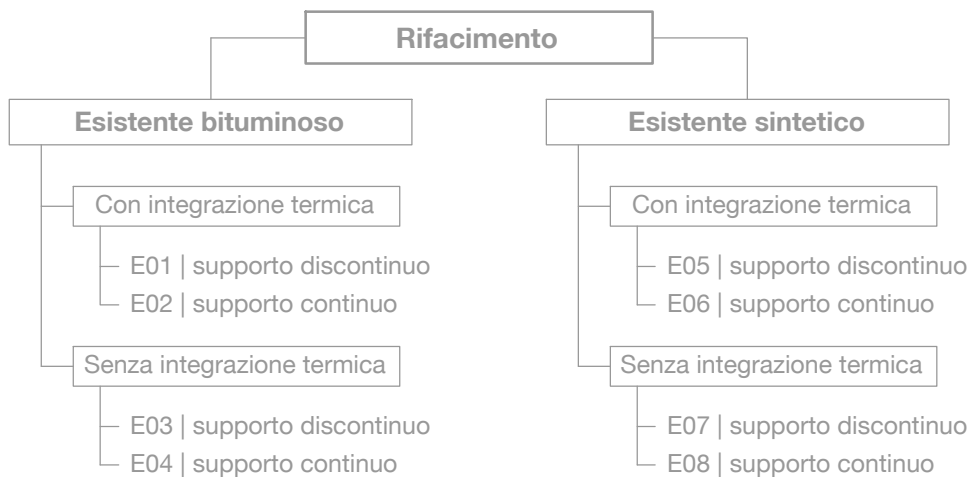 Rifacimento
Esistente bituminoso
Con integrazione termica
E01 | supporto discontinuo
E02 | supporto continuo
Senza integrazione termica
E03 | supporto discontinuo
E04 | supporto continuo
Esistente sintetico
Con integrazione termica
E05 | supporto discontinuo
E06 | supporto continuo
Senza integrazione termica
E07 | supporto discontinuo
E08 | supporto continuo